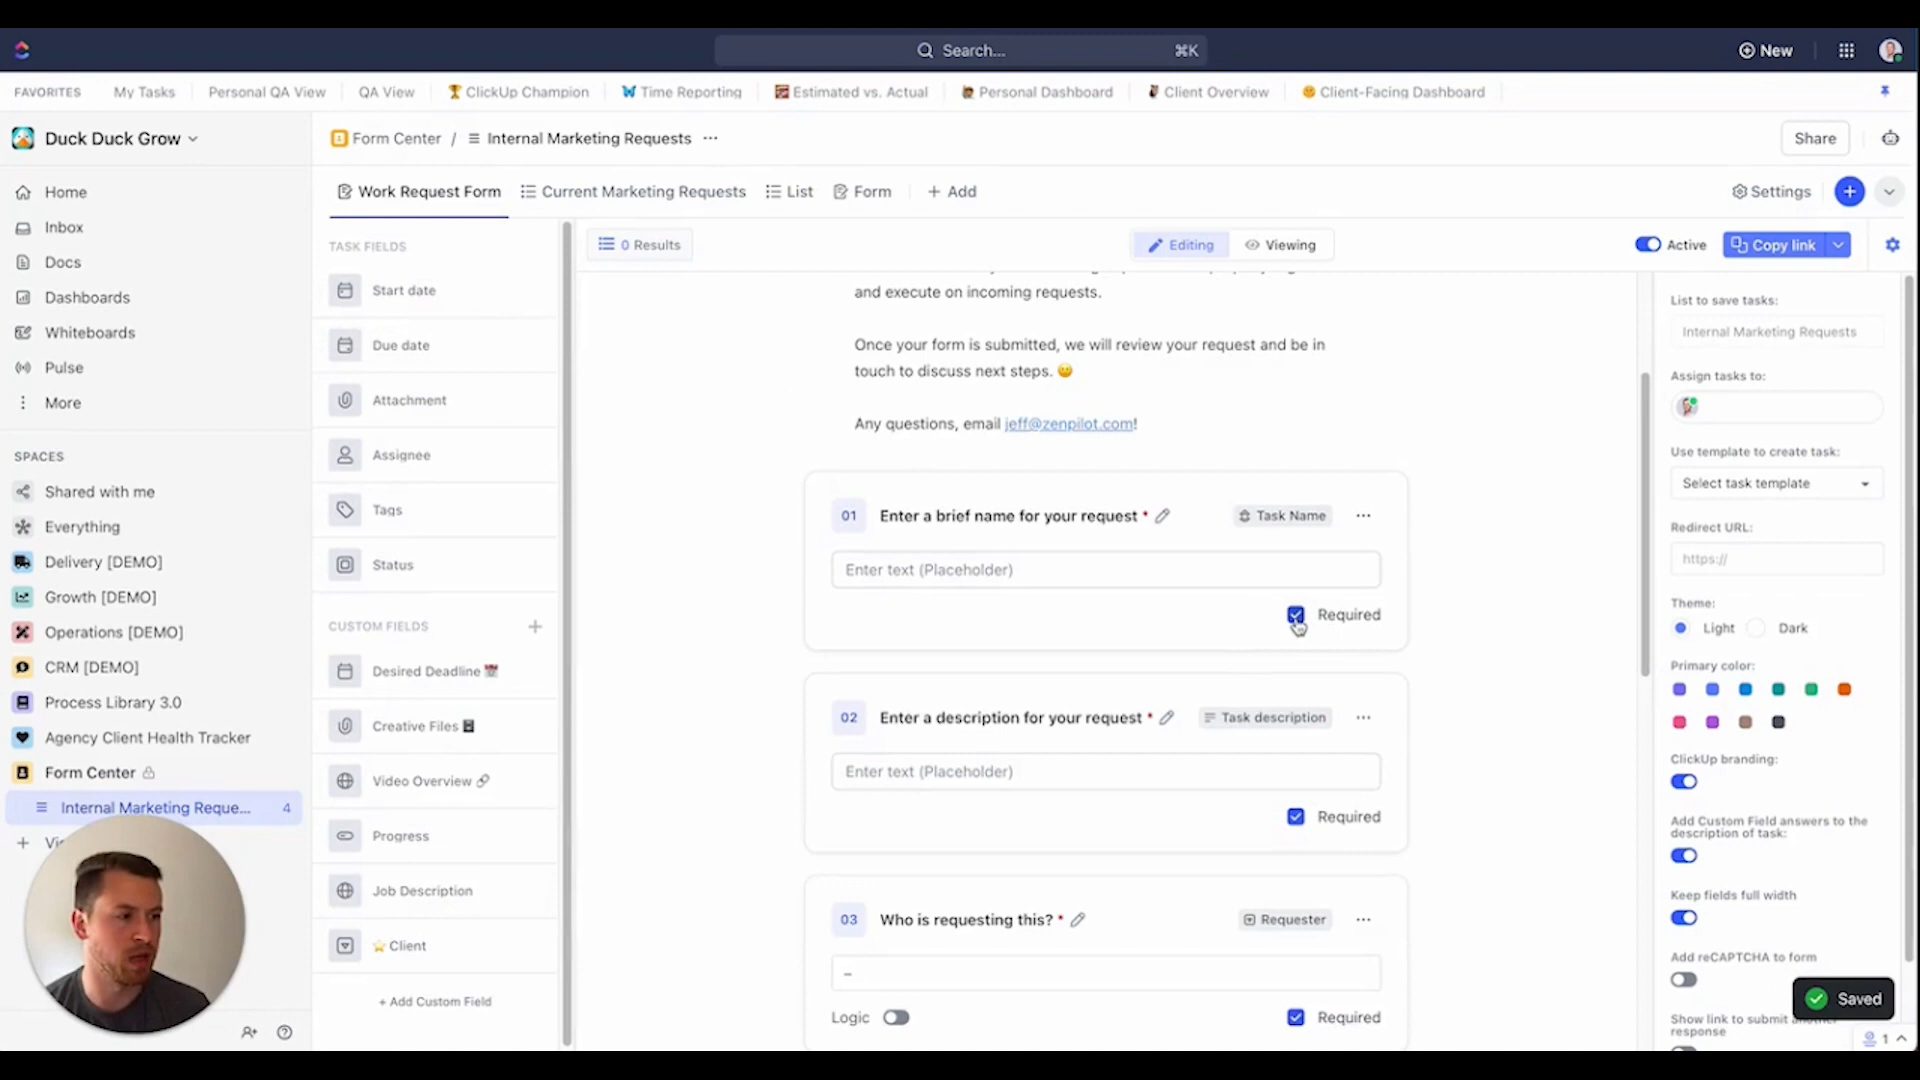 Search...
⌘K
New
FAVORITES
My Tasks
Personal QA View
QA View
ClickUp Champion
Time Reporting
Estimated vs. Actual
Personal Dashboard
Client Overview
Client-Facing Dashboard
Duck Duck Grow
Form Center / Internal Marketing Requests ...
Share
Home
Inbox
Docs
Dashboards
Whiteboards
Pulse
More
SPACES
Shared with me
Everything
Delivery [DEMO]
Growth [DEMO]
Operations [DEMO]
CRM [DEMO]
Process Library 3.0
Agency Client Health Tracker
Form Center
Internal Marketing Reque... 4
Work Request Form
Current Marketing Requests
List
Form
+ Add
Settings
TASK FIELDS
Start date
Due date
Attachment
Assignee
Tags
Status
CUSTOM FIELDS
Desired Deadline
Creative Files
Video Overview
Progress
Job Description
Client
+ Add Custom Field
0 Results
Editing
Viewing
Active
Copy link
and execute on incoming requests.
Once your form is submitted, we will review your request and be in
touch to discuss next steps. 😀
Any questions, email jeff@zenpilot.com!
01 Enter a brief name for your request *
Task Name
Enter text (Placeholder)
Required
02 Enter a description for your request *
Task description
Enter text (Placeholder)
Required
03 Who is requesting this? *
Requester
–
Logic
Required
List to save tasks:
Internal Marketing Requests
Assign tasks to:
Use template to create task:
Select task template
Redirect URL:
https://
Theme:
Light
Dark
Primary color:
ClickUp branding:
Add Custom Field answers to the
description of task:
Keep fields full width
Add reCAPTCHA to form
Saved
Show link to submit another
response
1